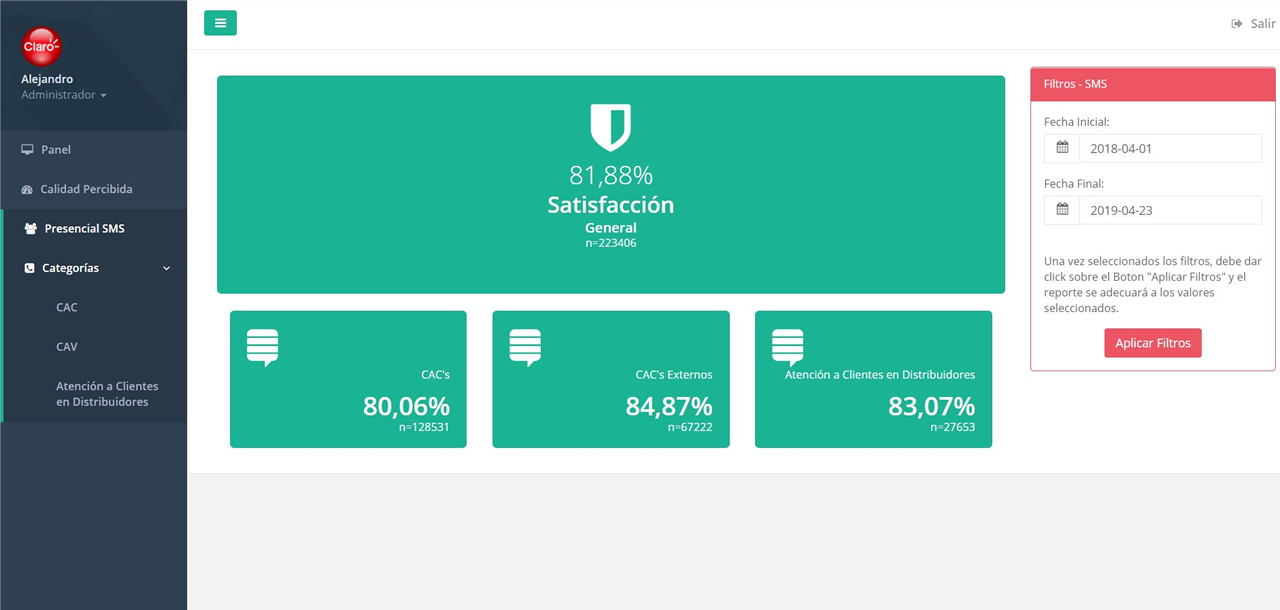 Claro
Alejandro
Administrador
Panel
Calidad Percibida
Presencial SMS
Categorías
CAC
CAV
Atención a Clientes
en Distribuidores
Salir
81,88%
Satisfacción
General
n=223406
CAC's
80,06%
n=128531
CAC's Externos
84,87%
n=67222
Atención a Clientes en Distribuidores
83,07%
n=27653
Filtros - SMS
Fecha Inicial:
2018-04-01
Fecha Final:
2019-04-23
Una vez seleccionados los filtros, debe dar
click sobre el Boton "Aplicar Filtros" y el
reporte se adecuará a los valores
seleccionados.
Aplicar Filtros